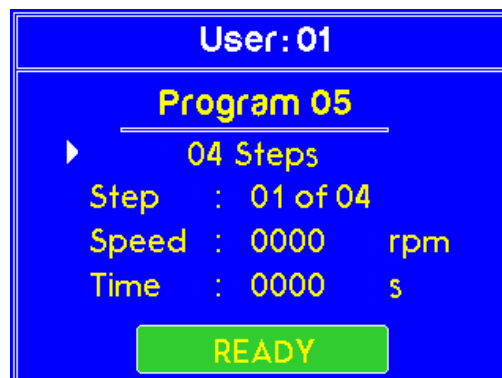 User: 01
Program 05
04 Steps
Step : 01 of 04
Speed : 0000 rpm
Time : 0000 s
READY